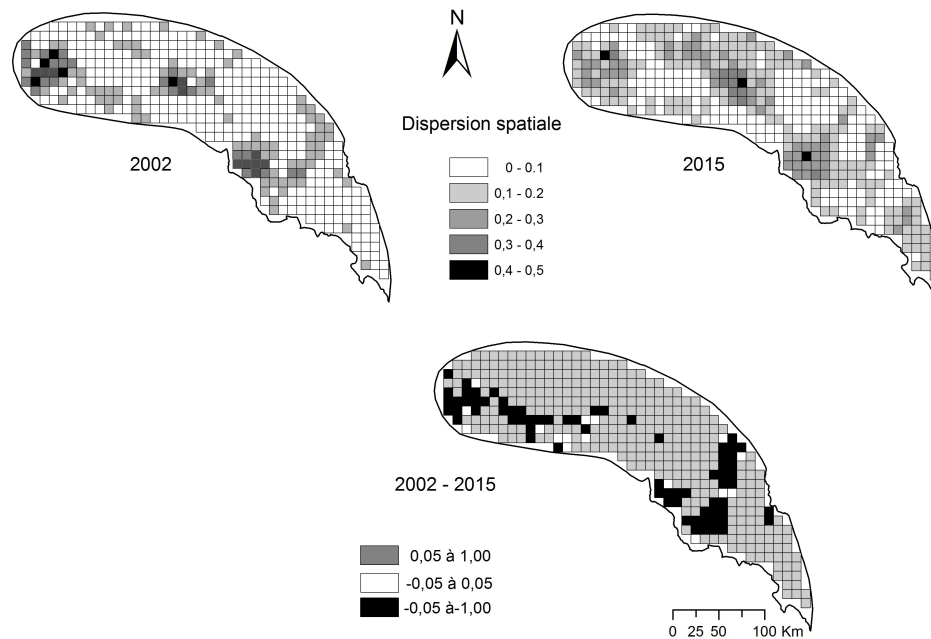 N
Dispersion spatiale
2002
2015
0 - 0.1
0,1 - 0.2
0,2 - 0,3
0,3 - 0,4
0,4 - 0,5
2002 - 2015
0,05 à 1,00
-0,05 à 0,05
-0,05 à-1,00
0 25 50 100 Km